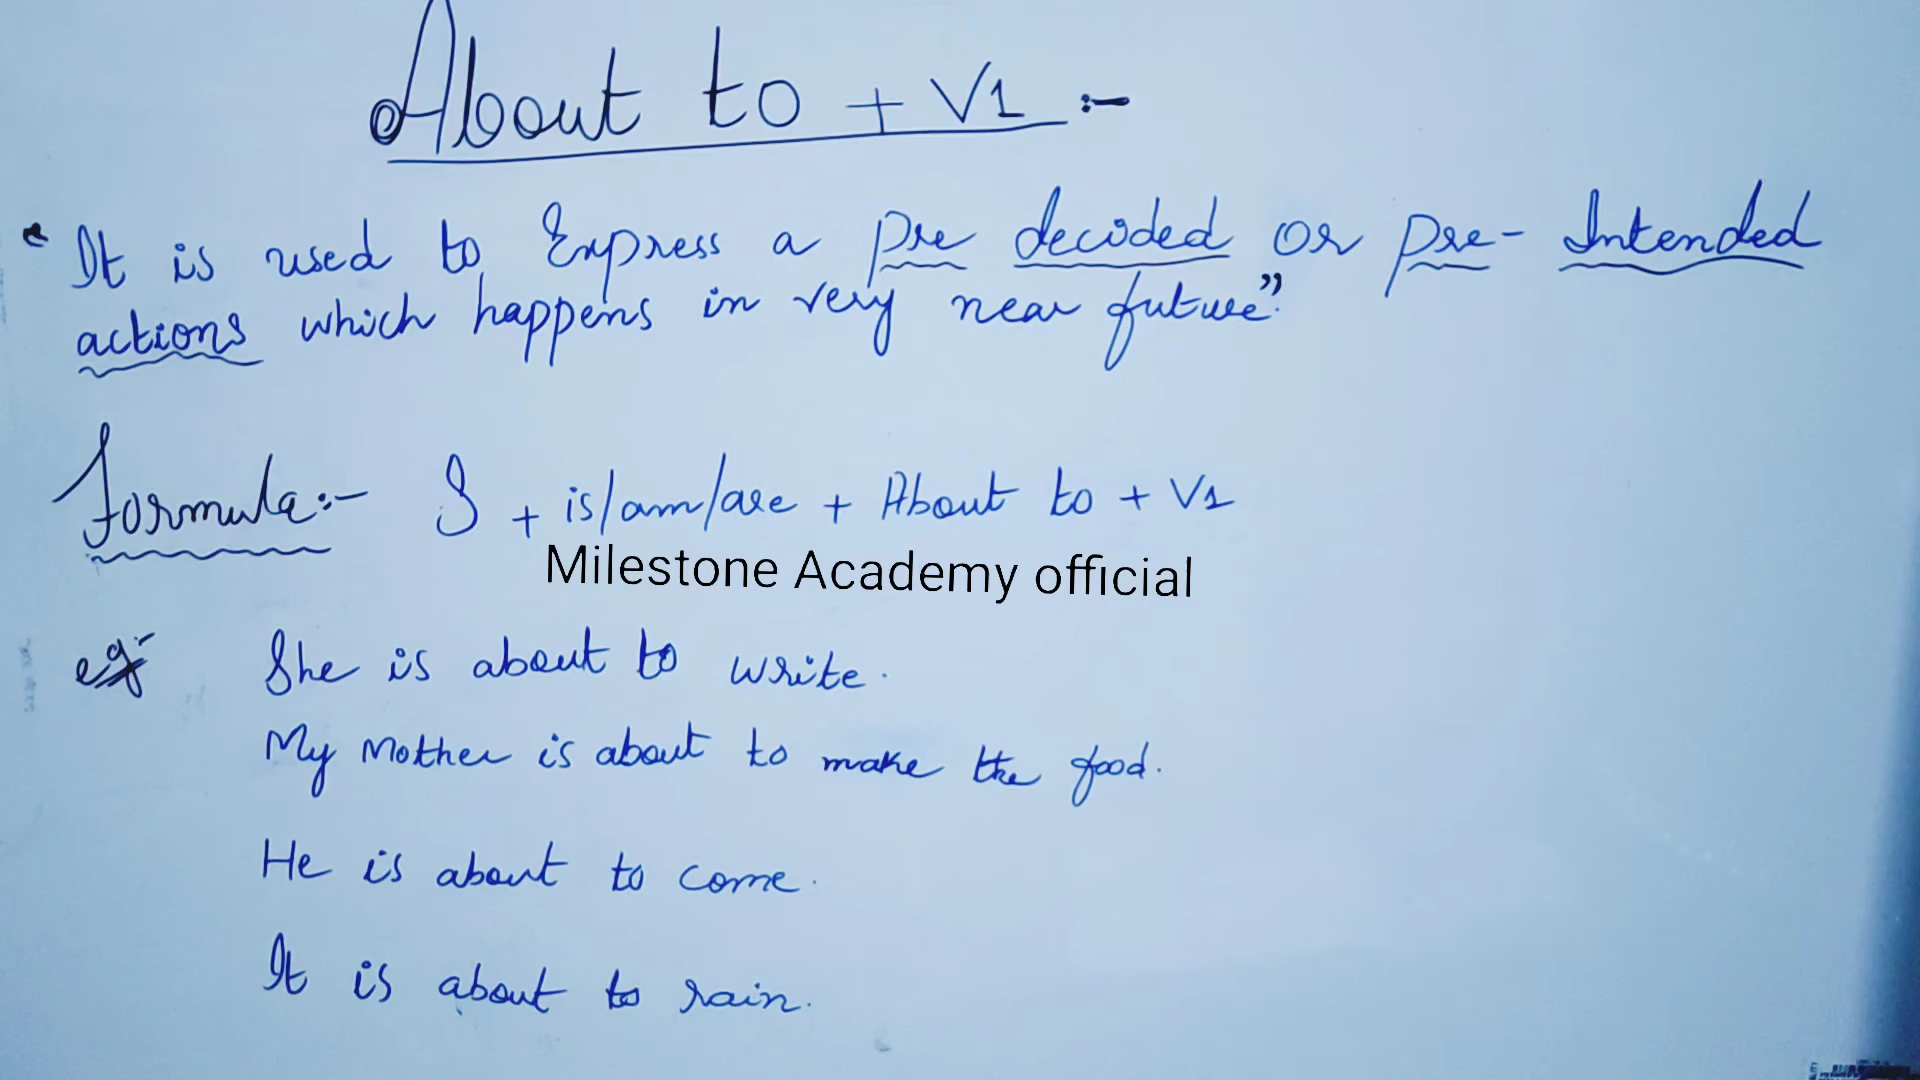 About to + V1 :-
"It is used to Express a pre decided or pre- Intended
actions which happens in very near future".
Formula:- S + is/am/are + About to + V1
Milestone Academy official
eg- She is about to write.
My Mother is about to make the food.
He is about to come.
It is about to rain.